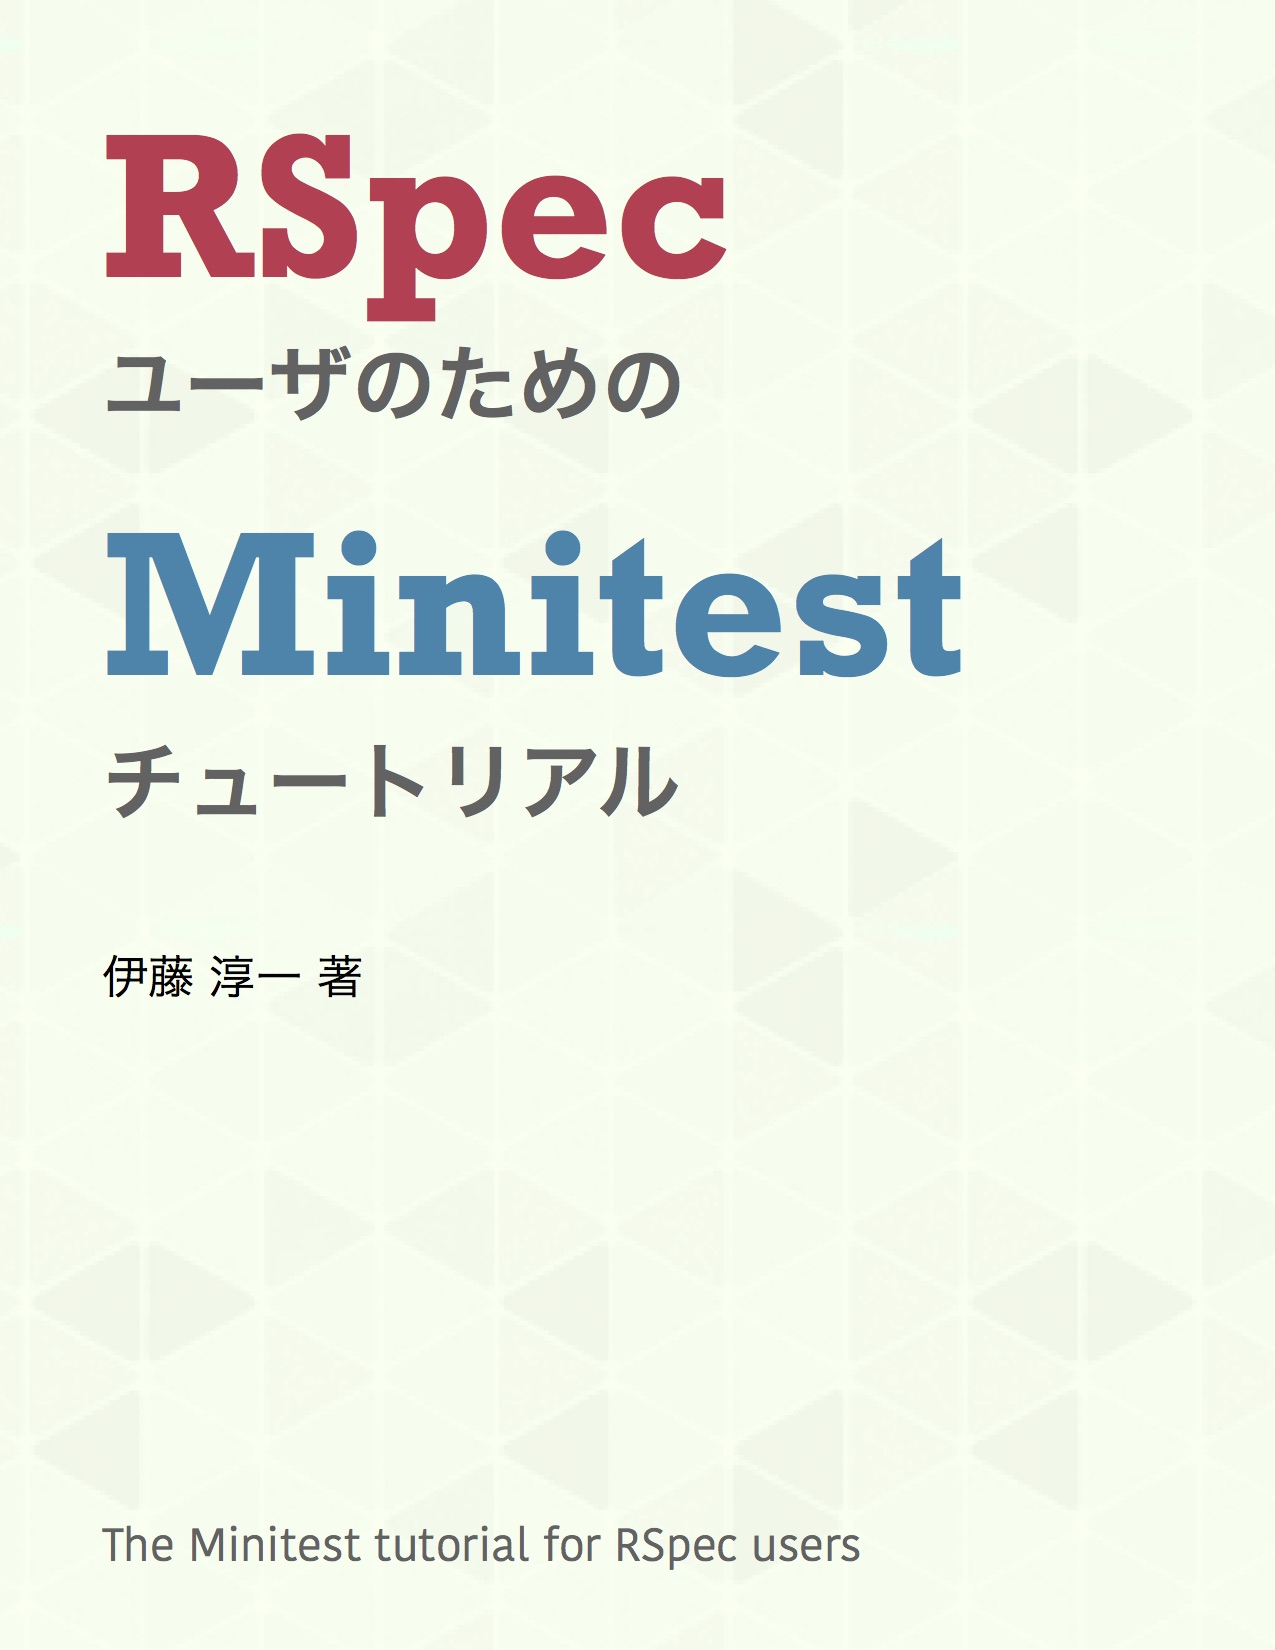 RSpec
ユーザのための
Minitest
チュートリアル
伊藤 淳一 著
The Minitest tutorial for RSpec users